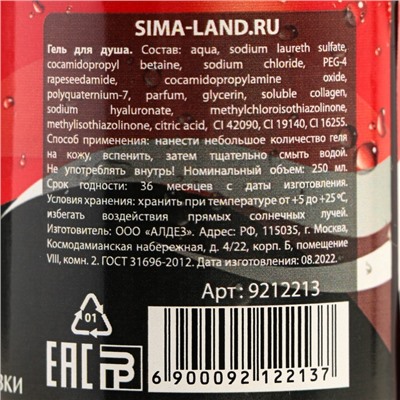 SIMA-LAND.RU
Гель для душа. Состав: aqua, sodium laureth sulfate,
cocamidopropyl betaine, sodium chloride, PEG-4
rapeseedamide, cocamidopropylamine oxide,
polyquaternium-7, parfum, glycerin, soluble collagen,
sodium hyaluronate, methylchloroisothiazolinone,
methylisothiazolinone, citric acid, CI 42090, CI 19140, CI 16255.
Способ применения: нанести небольшое количество геля
на кожу, вспенить, затем тщательно смыть водой.
Не употреблять внутрь! Номинальный объем: 250 мл.
Срок годности: 36 месяцев с даты изготовления.
Условия хранения: хранить при температуре от +5 до +25 °С,
избегать воздействия прямых солнечных лучей.
Изготовитель: ООО «АЛДЕЗ». Адрес: РФ, 115035, г. Москва,
Космодамианская набережная, д. 4/22, корп. Б, помещение
VIII, комн. 2. ГОСТ 31696-2012. Дата изготовления: 08.2022.
Арт: 9212213
01
EAC
6 900092 122137